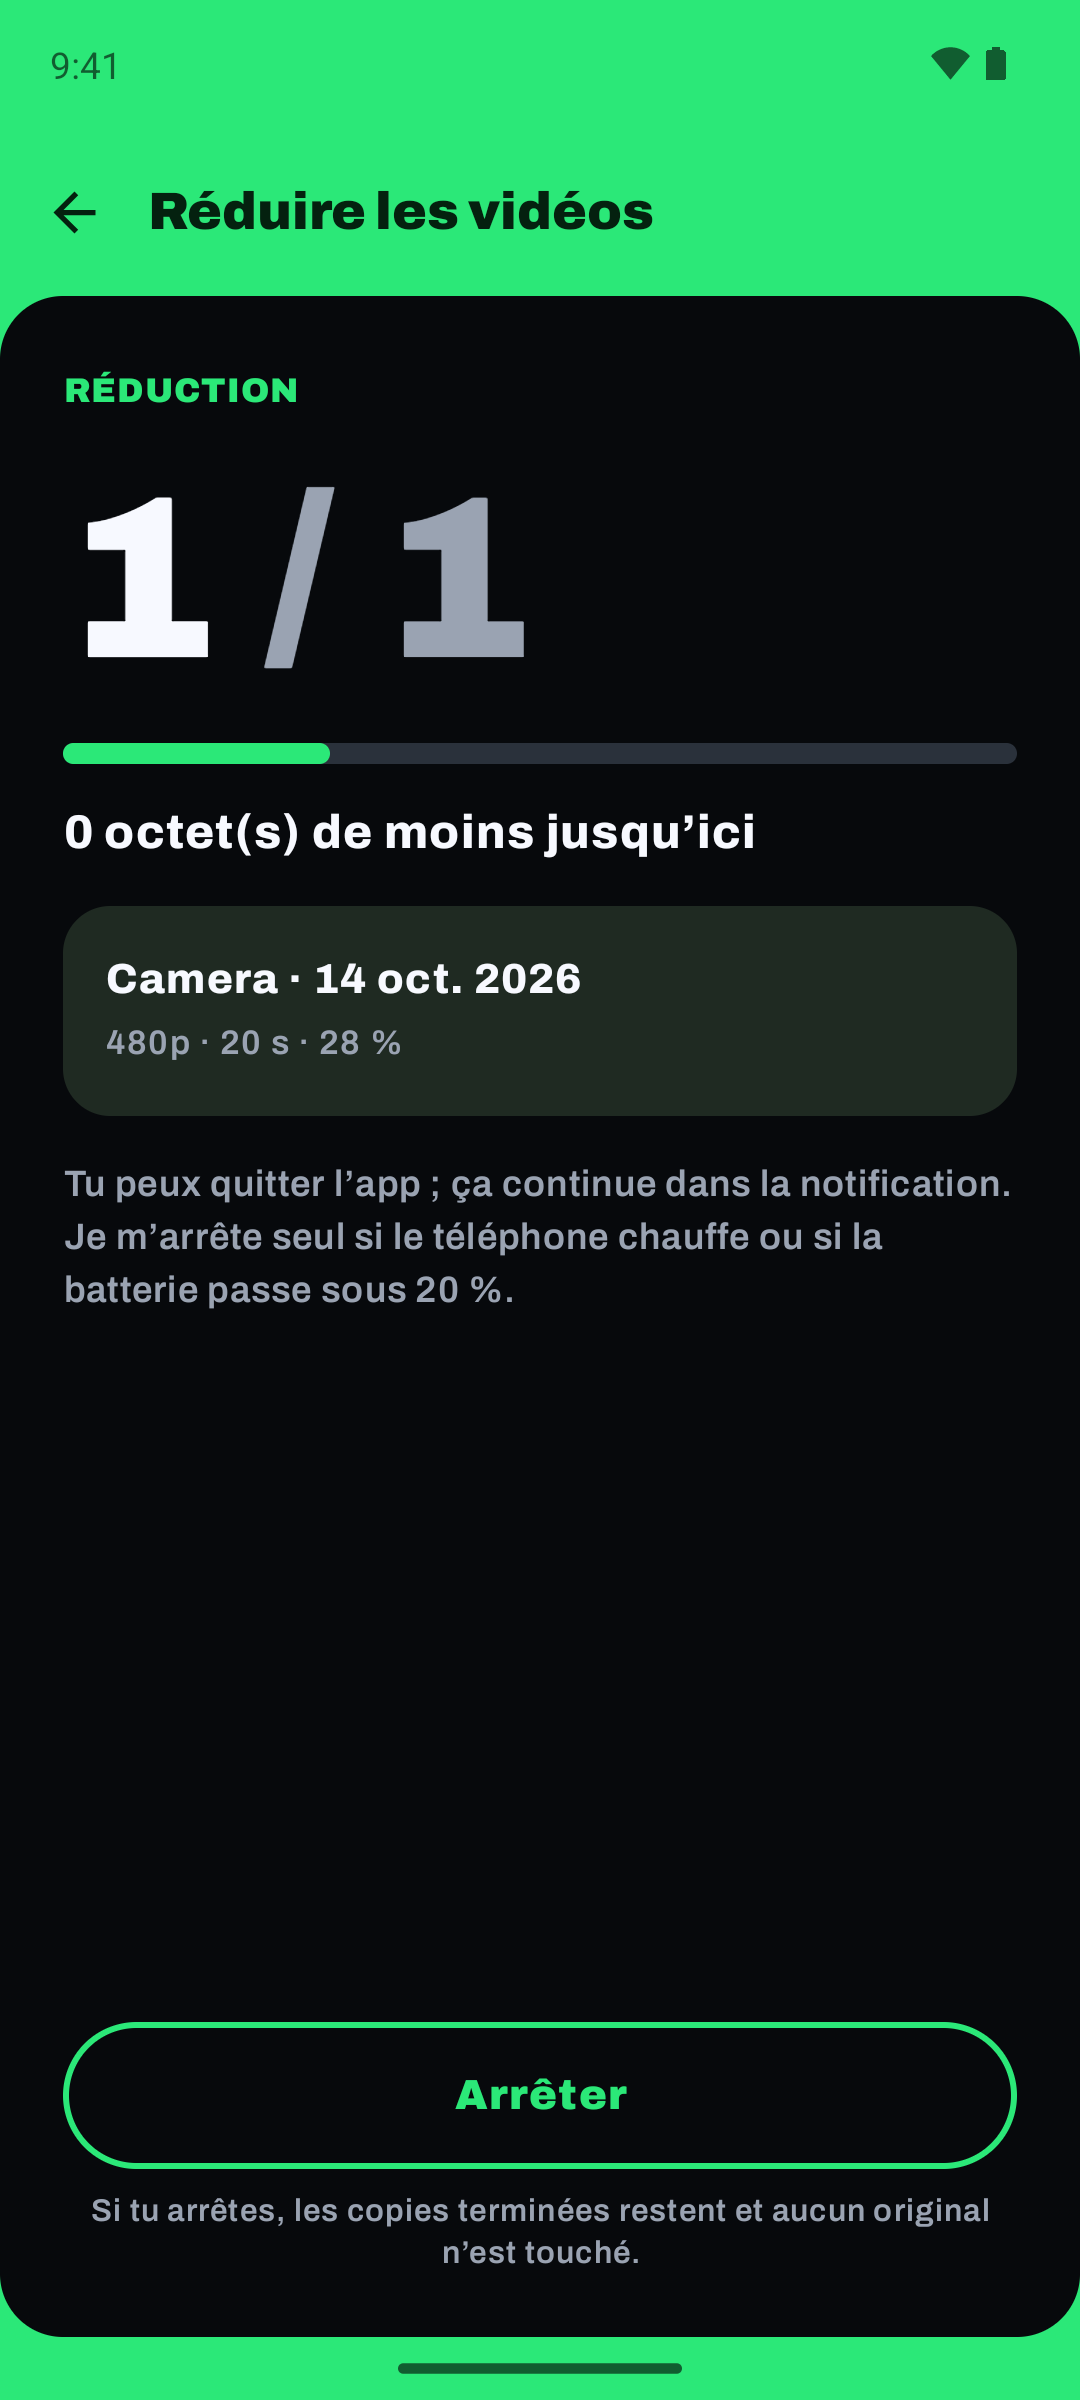 9:41
Réduire les vidéos
RÉDUCTION
1 / 1
0 octet(s) de moins jusqu’ici
Camera · 14 oct. 2026
480p · 20 s · 28 %
Tu peux quitter l’app ; ça continue dans la notification.
Je m’arrête seul si le téléphone chauffe ou si la
batterie passe sous 20 %.
Arrêter
Si tu arrêtes, les copies terminées restent et aucun original
n’est touché.